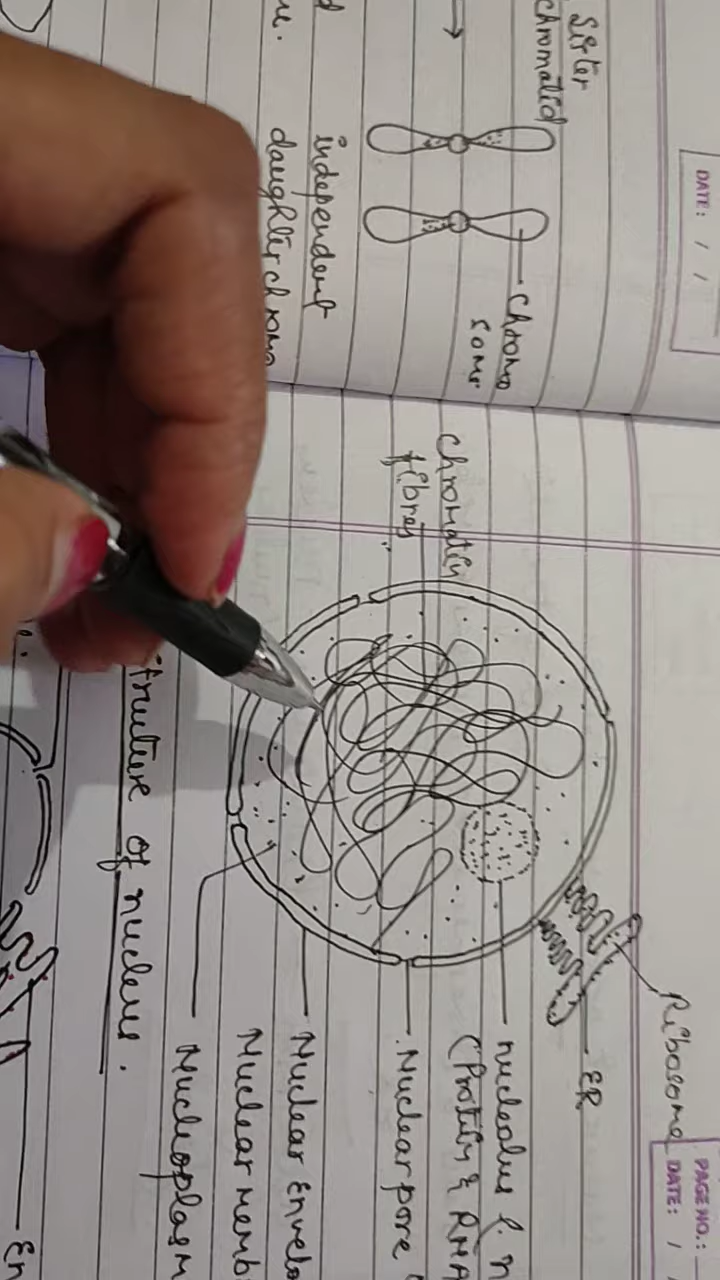 Sister
chromatid
→
Chromo
some
independent
daughter chromo
DATE: / /
chromatin
fibres
Ribosome
ER
nucleolus
(Protein & RNA
Nuclear pore
Nuclear Envelo
Nuclear memb
Nucleoplasm
Structure of nucleus.
PAGE NO.:
DATE: /
En